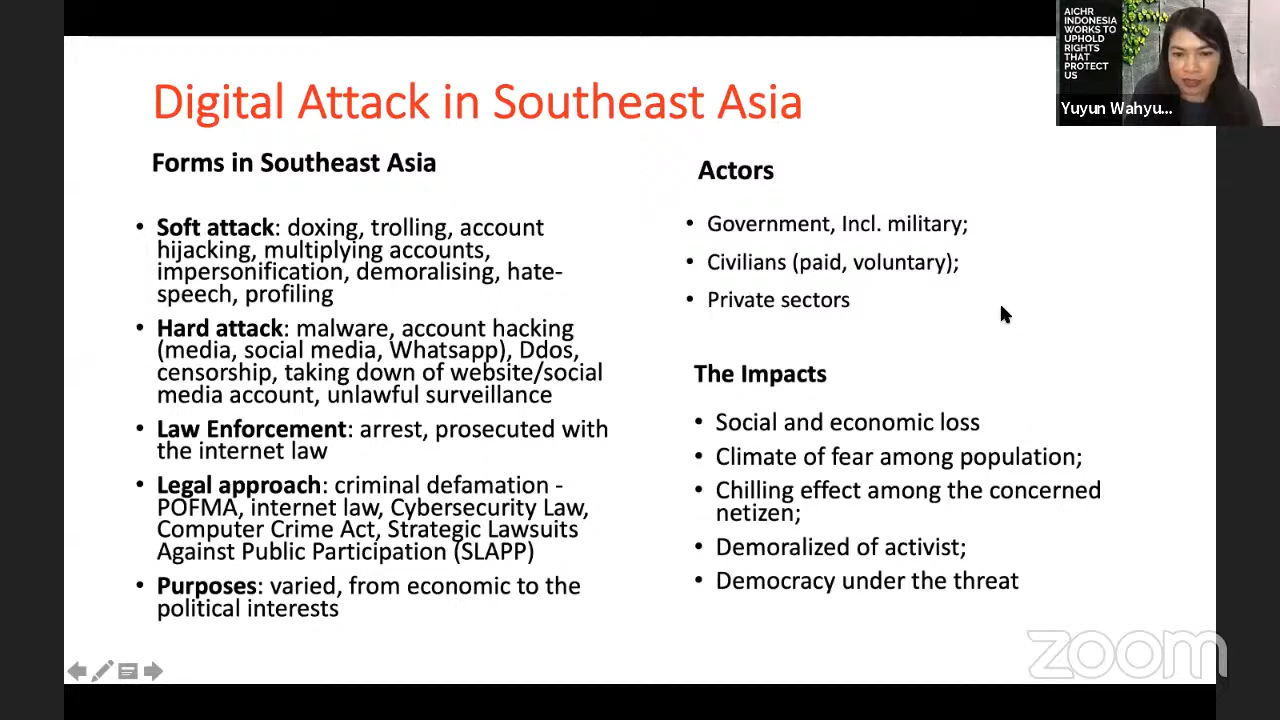 AICHR
INDONESIA
WORKS TO
UPHOLD
RIGHTS
THAT
PROTECT
US
Yuyun Wahyu...
Digital Attack in Southeast Asia
Forms in Southeast Asia
• Soft attack: doxing, trolling, account
hijacking, multiplying accounts,
impersonification, demoralising, hate-
speech, profiling
• Hard attack: malware, account hacking
(media, social media, Whatsapp), Ddos,
censorship, taking down of website/social
media account, unlawful surveillance
• Law Enforcement: arrest, prosecuted with
the internet law
• Legal approach: criminal defamation -
POFMA, internet law, Cybersecurity Law,
Computer Crime Act, Strategic Lawsuits
Against Public Participation (SLAPP)
• Purposes: varied, from economic to the
political interests
Actors
• Government, Incl. military;
• Civilians (paid, voluntary);
• Private sectors
The Impacts
• Social and economic loss
• Climate of fear among population;
• Chilling effect among the concerned
netizen;
• Demoralized of activist;
• Democracy under the threat
zoom